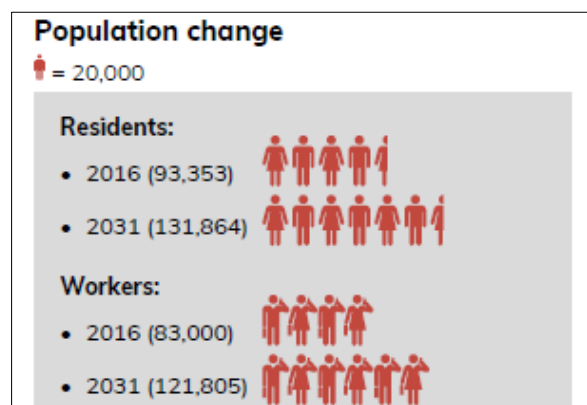 Population change
= 20,000
Residents:
• 2016 (93,353)
• 2031 (131,864)
Workers:
• 2016 (83,000)
• 2031 (121,805)